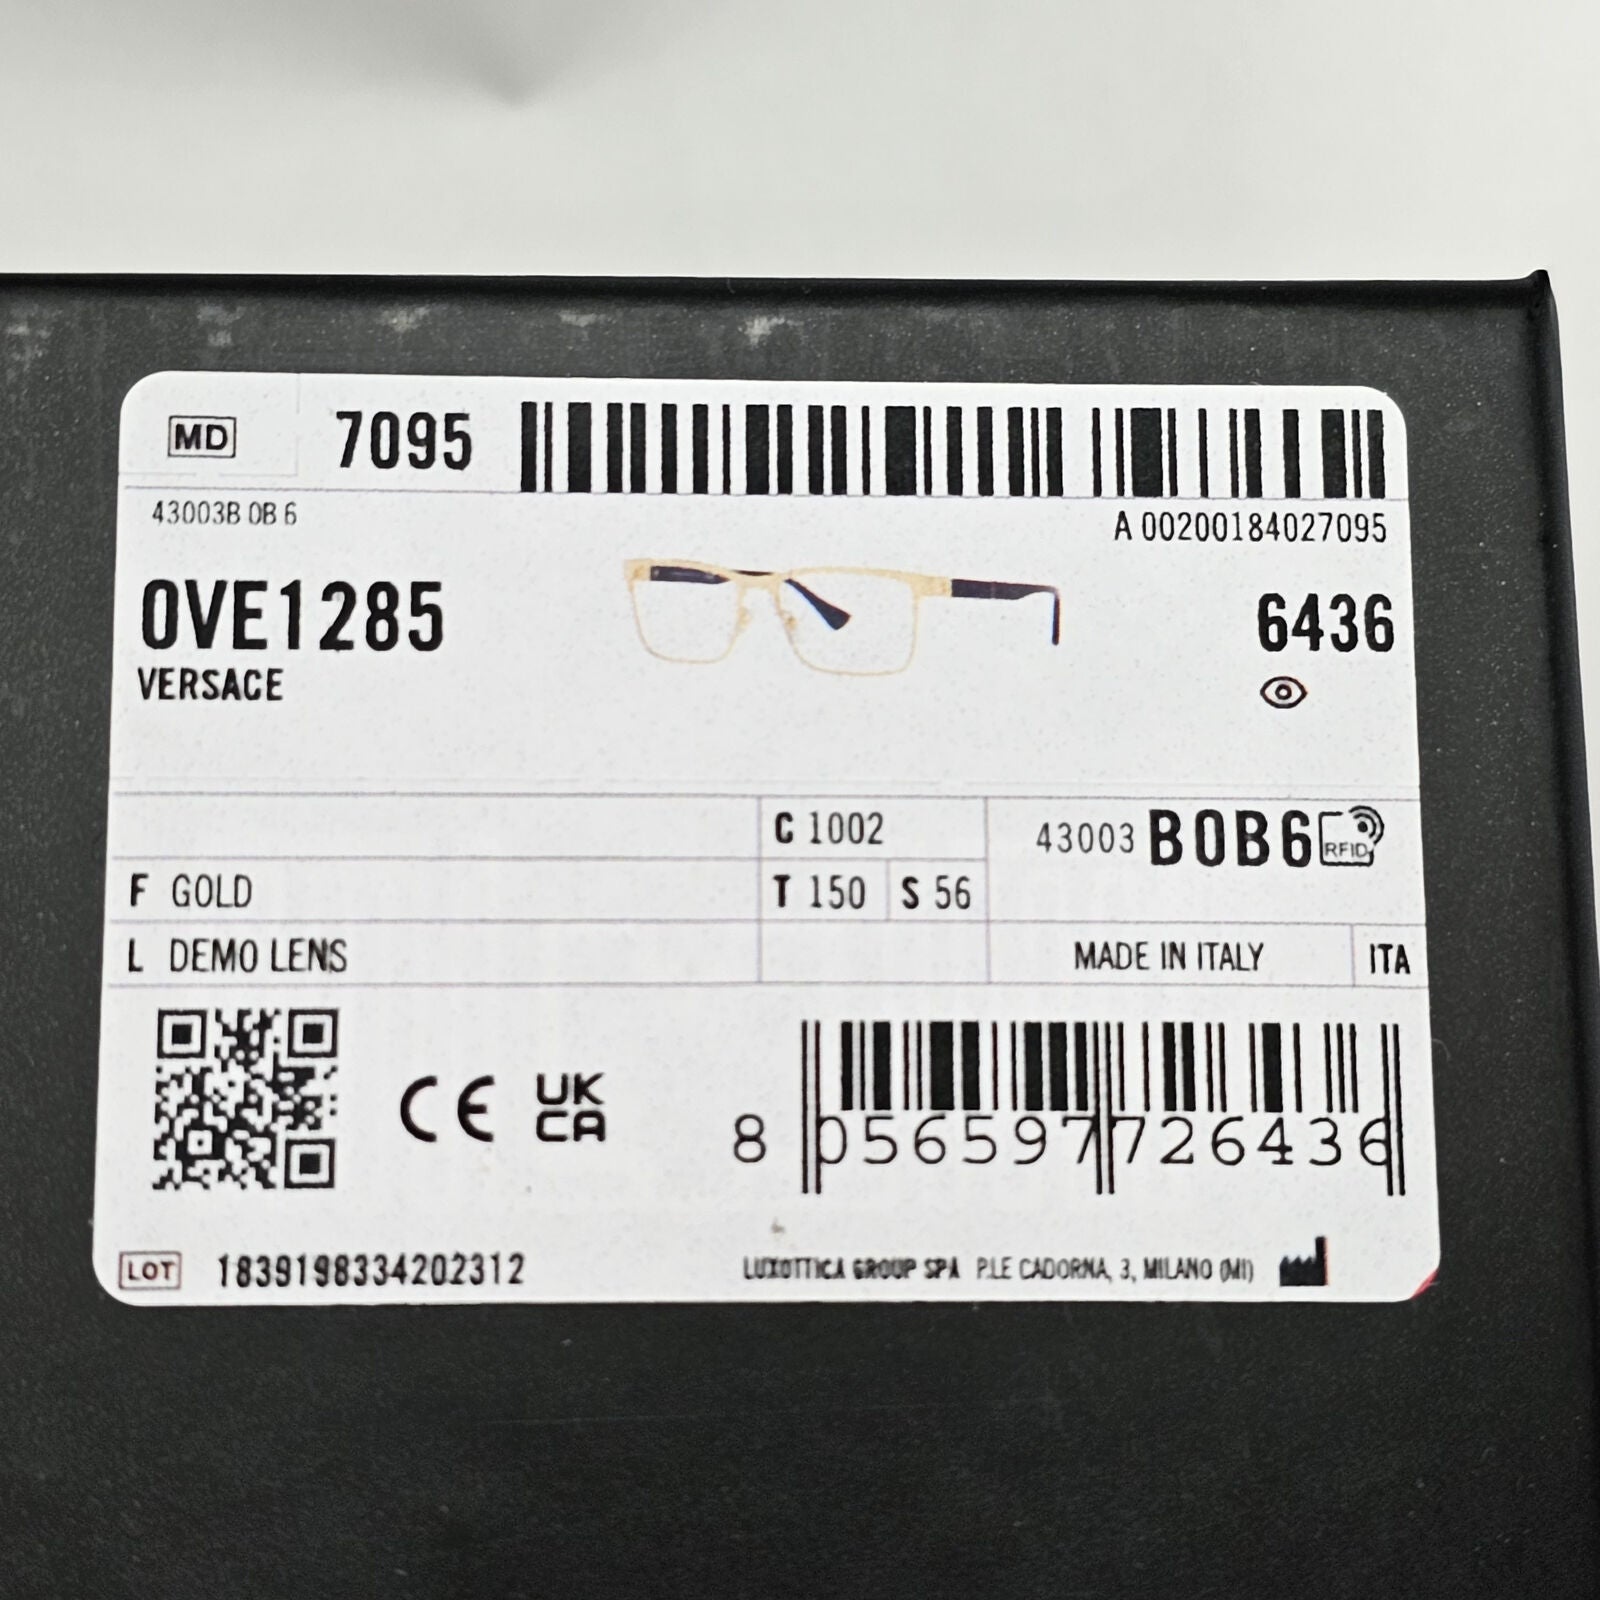 MD 7095
43003B 0B 6
A 00200184027095
0VE1285 6436
VERSACE
C 1002 43003 B0B6 RFID
F GOLD T 150 S 56
L DEMO LENS MADE IN ITALY ITA
CE UK CA
8 056597 726436
LOT 1839198334202312 LUXOTTICA GROUP SPA P.LE CADORNA, 3, MILANO (MI)